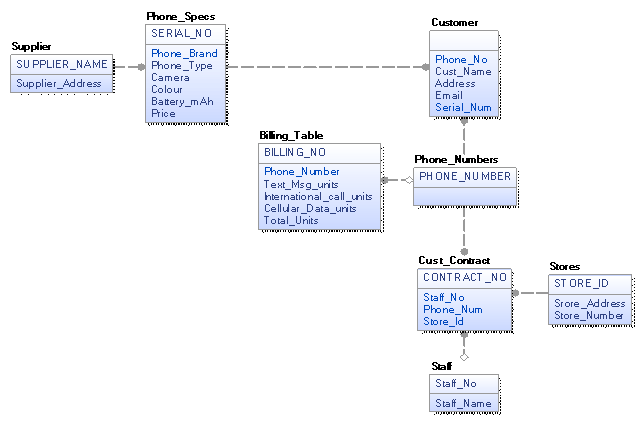 Supplier
SUPPLIER_NAME
Supplier_Address
Phone_Specs
SERIAL_NO
Phone_Brand
Phone_Type
Camera
Colour
Battery_mAh
Price
Customer
Phone_No
Cust_Name
Address
Email
Serial_Num
Billing_Table
BILLING_NO
Phone_Number
Text_Msg_units
International_call_units
Cellular_Data_units
Total_Units
Phone_Numbers
PHONE_NUMBER
Cust_Contract
CONTRACT_NO
Staff_No
Phone_Num
Store_Id
Stores
STORE_ID
Srore_Address
Store_Number
Staff
Staff_No
Staff_Name